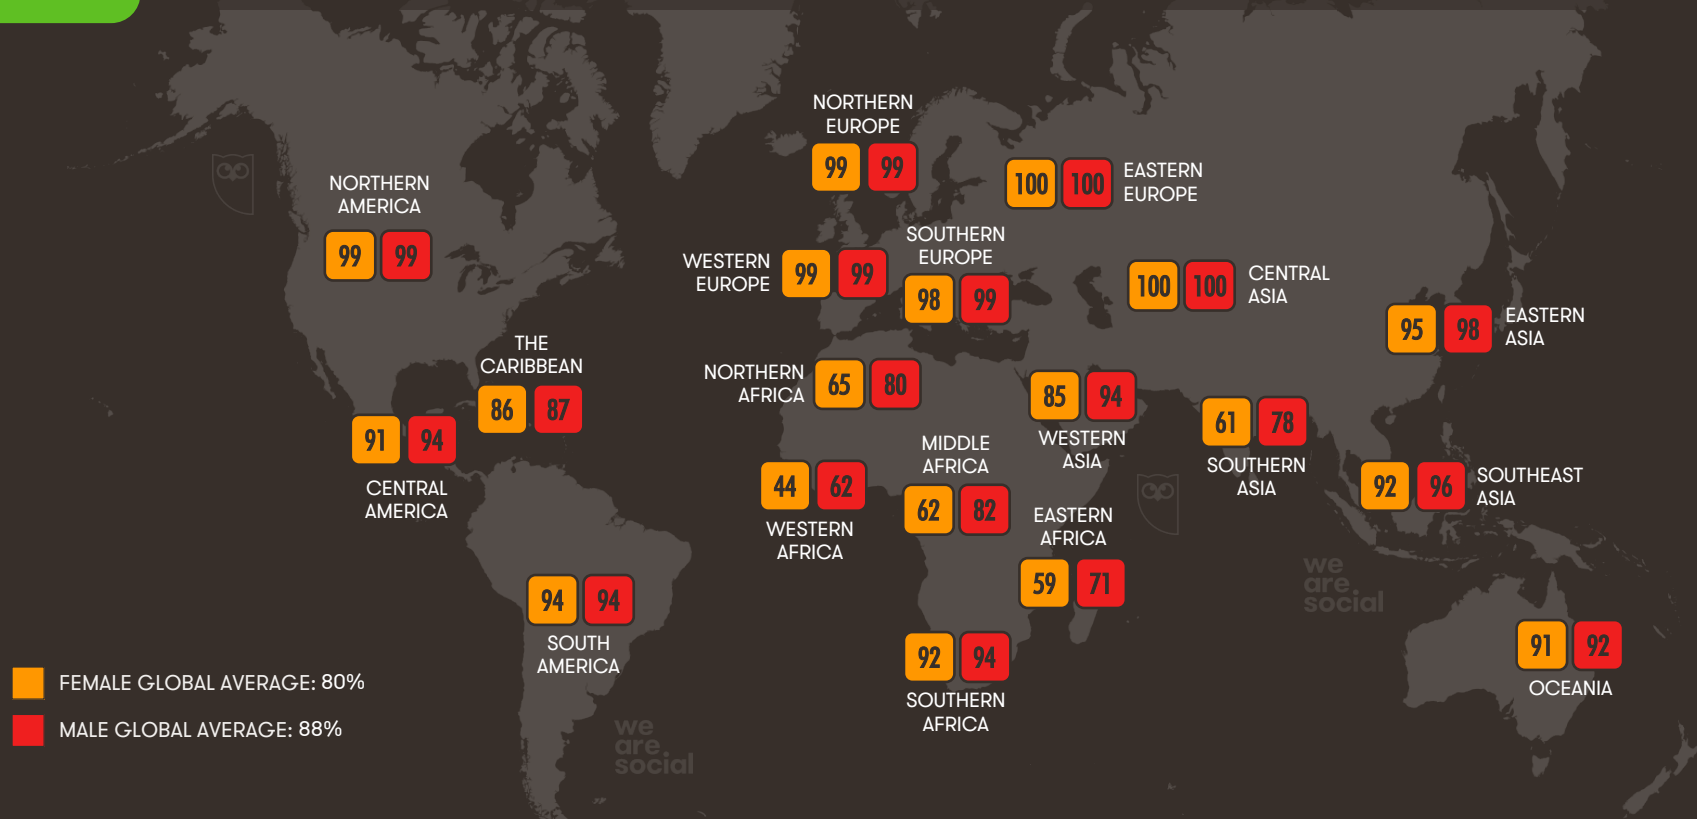 NORTHERN
EUROPE
99 99
100 100
EASTERN
EUROPE
NORTHERN
AMERICA
99 99
WESTERN
EUROPE
99 99
SOUTHERN
EUROPE
98 99
100 100
CENTRAL
ASIA
95 98
EASTERN
ASIA
THE
CARIBBEAN
86 87
NORTHERN
AFRICA
65 80
85 94
WESTERN
ASIA
61 78
SOUTHERN
ASIA
91 94
CENTRAL
AMERICA
44 62
WESTERN
AFRICA
MIDDLE
AFRICA
62 82
92 96
SOUTHEAST
ASIA
EASTERN
AFRICA
59 71
we
are
social
94 94
SOUTH
AMERICA
92 94
SOUTHERN
AFRICA
91 92
OCEANIA
FEMALE GLOBAL AVERAGE: 80%
MALE GLOBAL AVERAGE: 88%
we
are
social